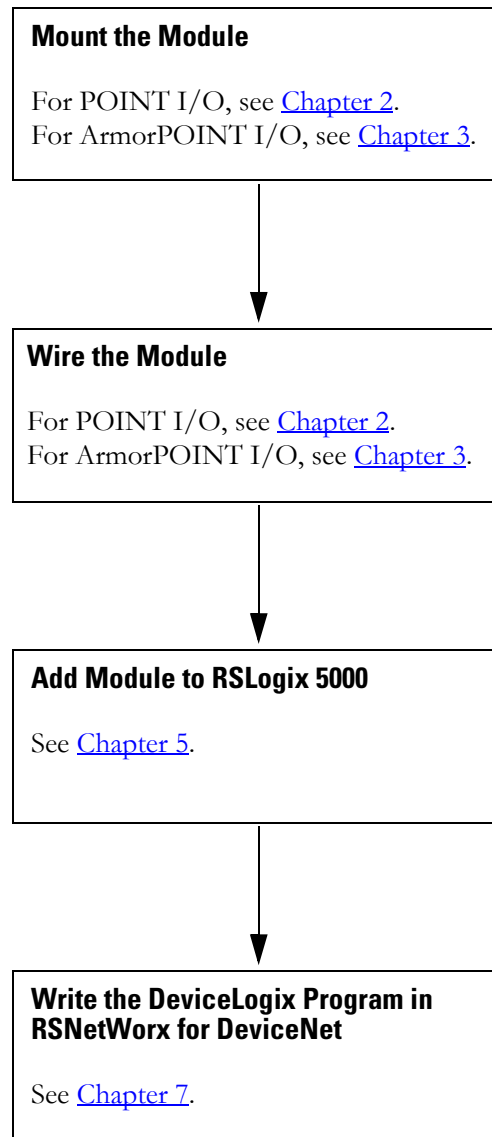 Mount the Module
For POINT I/O, see Chapter 2.
For ArmorPOINT I/O, see Chapter 3.
Wire the Module
For POINT I/O, see Chapter 2.
For ArmorPOINT I/O, see Chapter 3.
Add Module to RSLogix 5000
See Chapter 5.
Write the DeviceLogix Program in
RSNetWorx for DeviceNet
See Chapter 7.